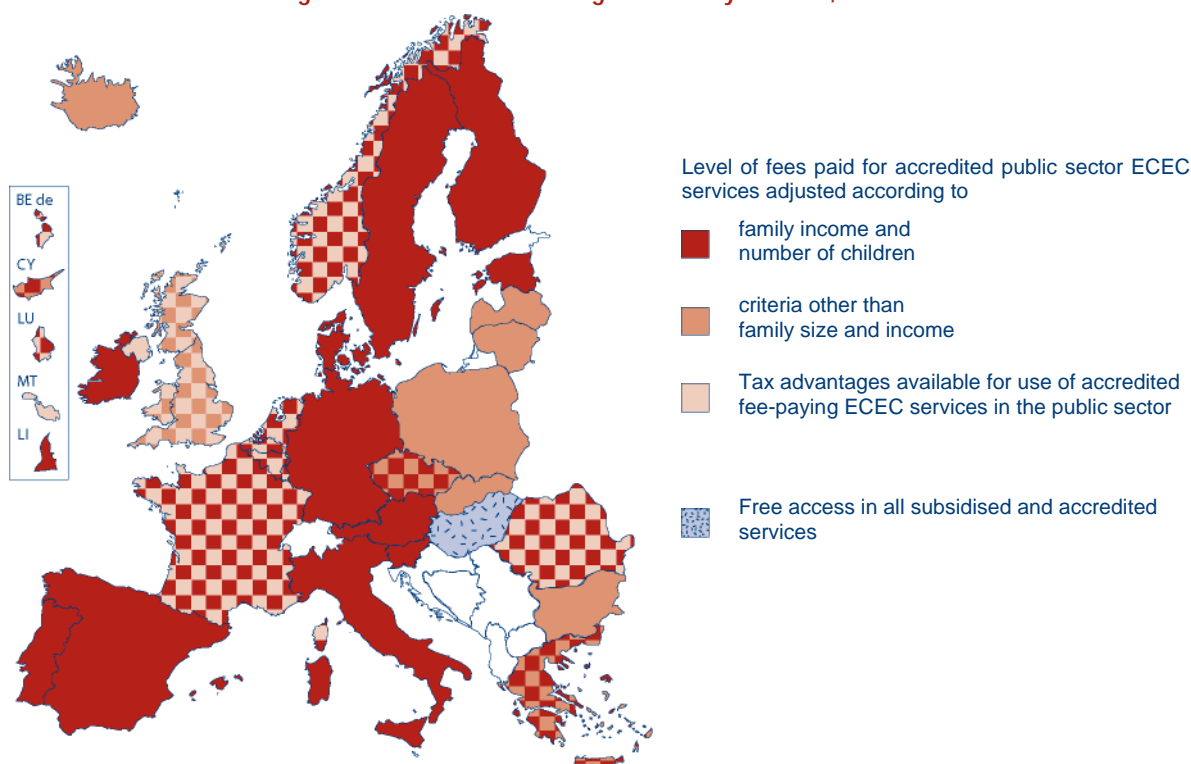 BE de
CY
LU
MT
LI
Level of fees paid for accredited public sector ECEC
services adjusted according to
family income and
number of children
criteria other than
family size and income
Tax advantages available for use of accredited
fee-paying ECEC services in the public sector
Free access in all subsidised and accredited
services